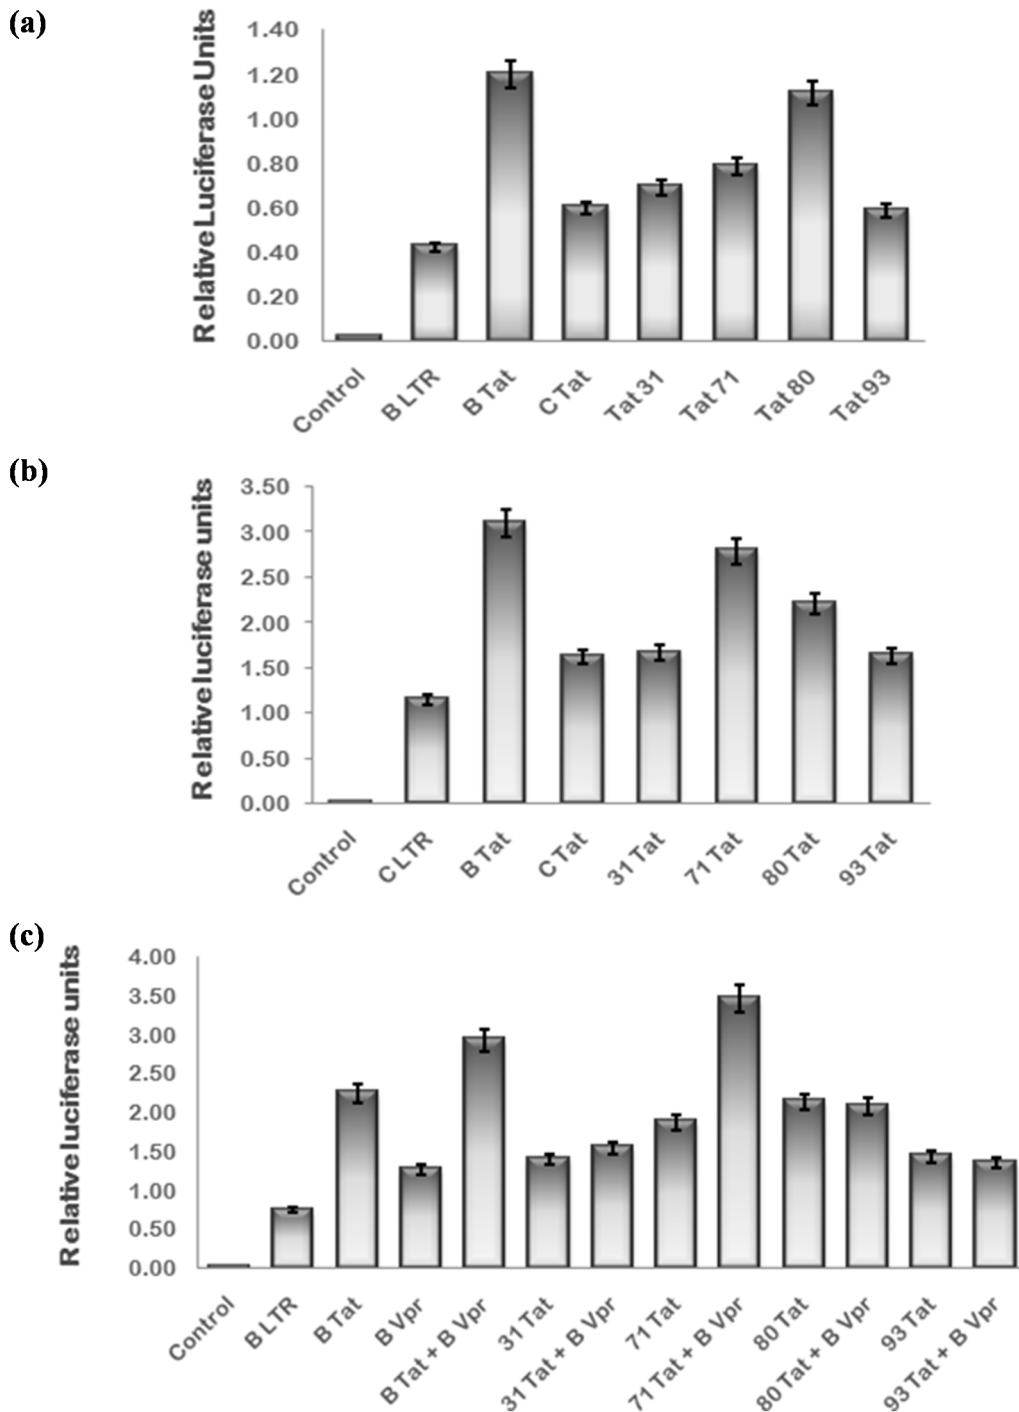 (a)
Relative Luciferase Units
1.40
1.20
1.00
0.80
0.60
0.40
0.20
0.00
Control
B LTR
B Tat
C Tat
Tat 31
Tat 71
Tat 80
Tat 93
(b)
Relative luciferase units
3.50
3.00
2.50
2.00
1.50
1.00
0.50
0.00
Control
C LTR
B Tat
C Tat
31 Tat
71 Tat
80 Tat
93 Tat
(c)
Relative luciferase units
4.00
3.50
3.00
2.50
2.00
1.50
1.00
0.50
0.00
Control
B LTR
B Tat
B Vpr
B Tat + B Vpr
31 Tat
31 Tat + B Vpr
71 Tat
71 Tat + B Vpr
80 Tat
80 Tat + B Vpr
93 Tat
93 Tat + B Vpr